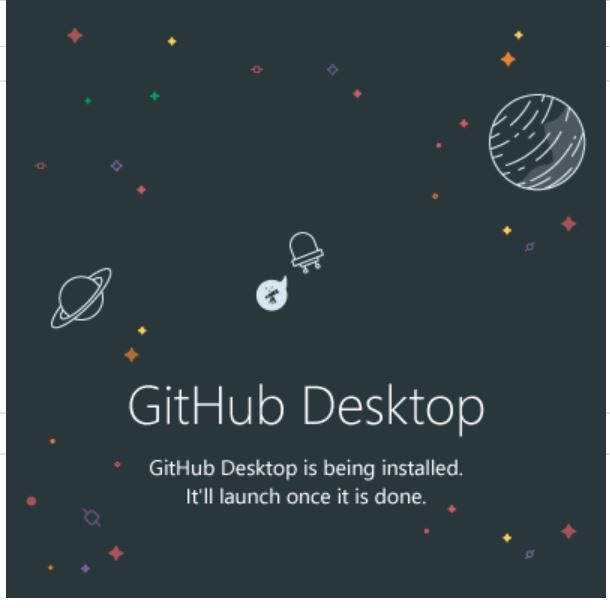 GitHub Desktop
GitHub Desktop is being installed.
It'll launch once it is done.